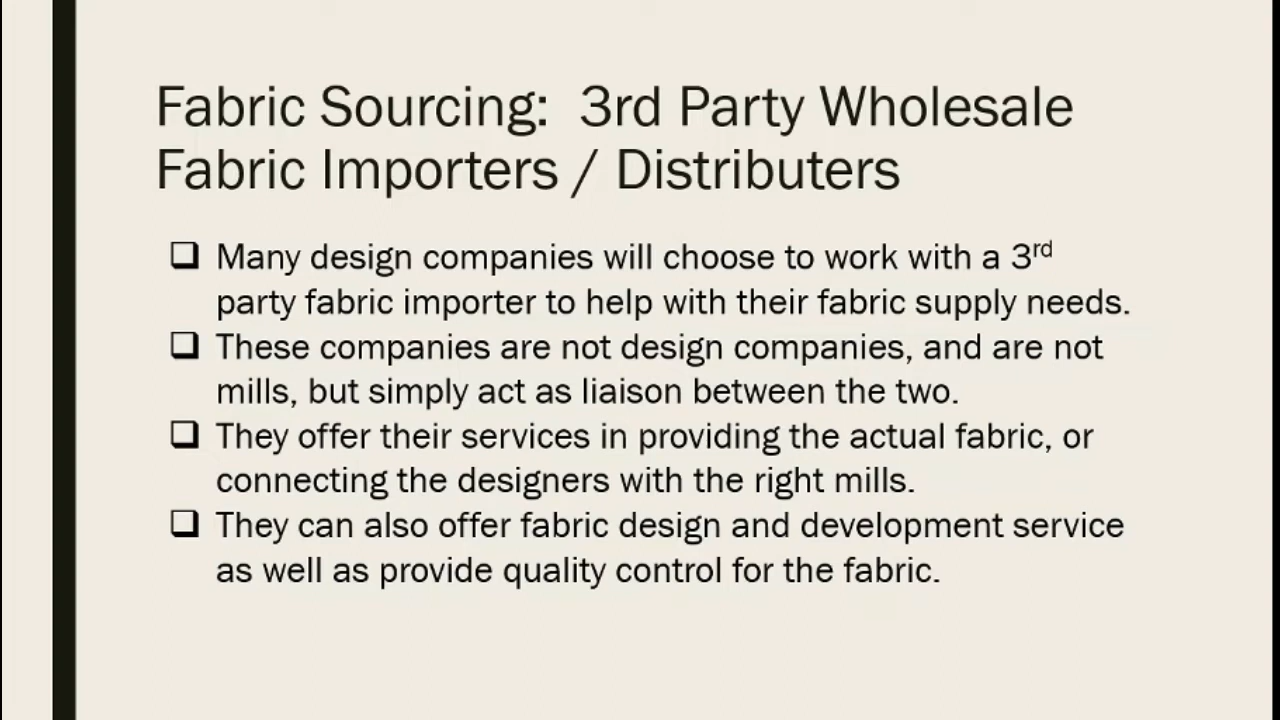 Fabric Sourcing:  3rd Party Wholesale
Fabric Importers / Distributers
❑ Many design companies will choose to work with a 3rd
party fabric importer to help with their fabric supply needs.
❑ These companies are not design companies, and are not
mills, but simply act as liaison between the two.
❑ They offer their services in providing the actual fabric, or
connecting the designers with the right mills.
❑ They can also offer fabric design and development service
as well as provide quality control for the fabric.